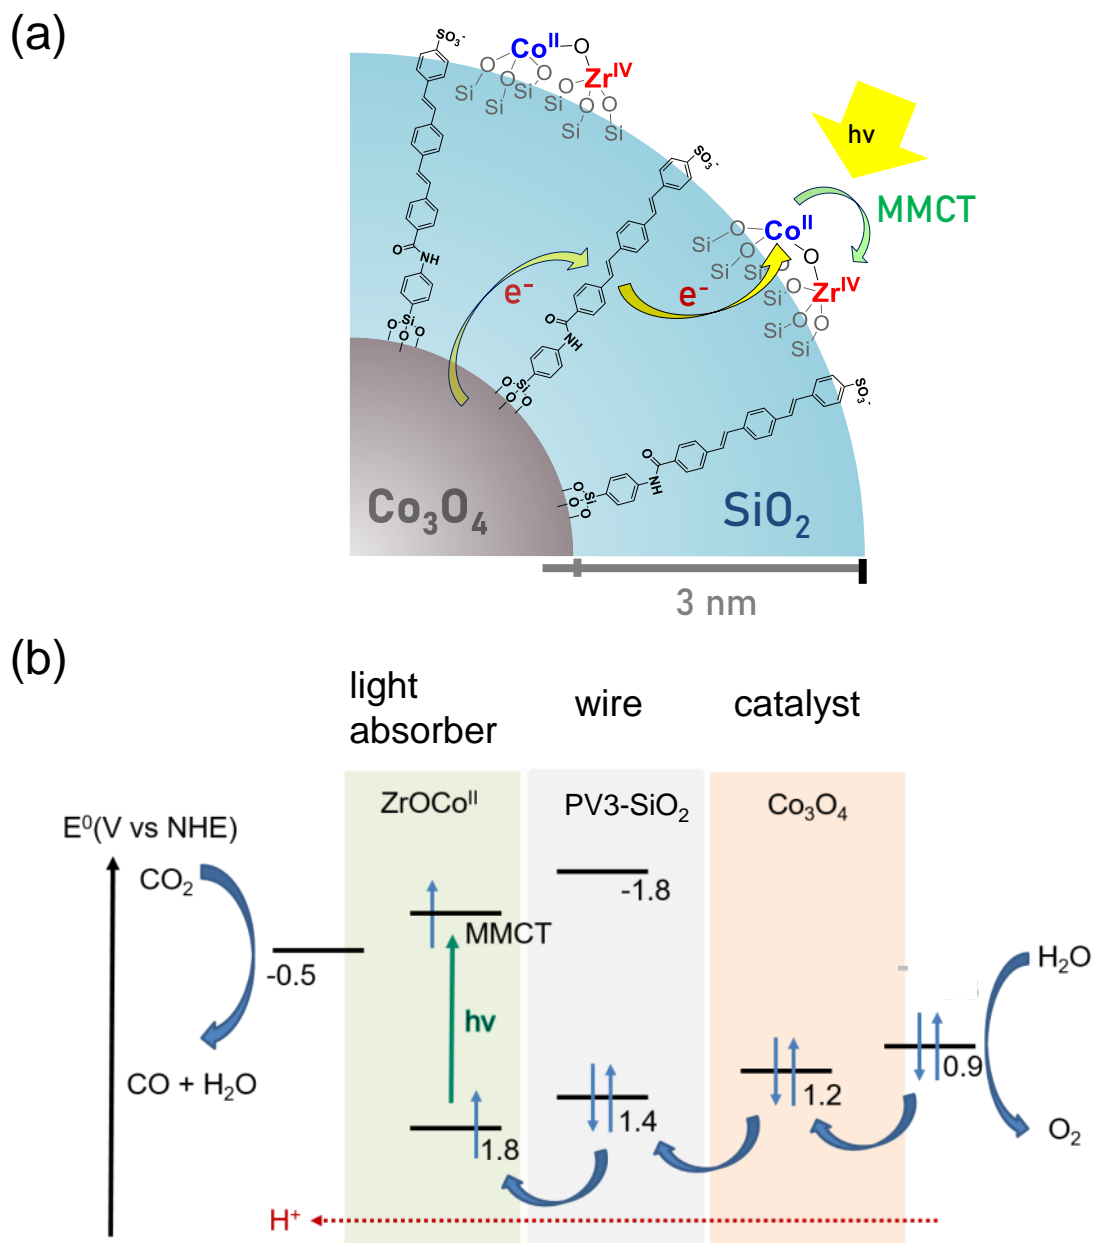 (a)
SO₃⁻
Coᴵᴵ
O
O
O
O
Zrᴵⱽ
Si
Si
Si
Si
O
O
O
Si
Si
hν
SO₃⁻
MMCT
O
Coᴵᴵ
Si
O
O
Si
Si
O
Zrᴵⱽ
Si
O
O
Si
Si
O
NH
e⁻
e⁻
Si
O
O
O
O
NH
O
Si
O
O
SO₃⁻
O
NH
O
Si
O
O
Co₃O₄
SiO₂
3 nm
(b)
light
absorber
wire
catalyst
ZrOCoᴵᴵ
PV3-SiO₂
Co₃O₄
E⁰(V vs NHE)
CO₂
-1.8
MMCT
-0.5
H₂O
hν
CO + H₂O
0.9
1.2
1.4
1.8
O₂
H⁺